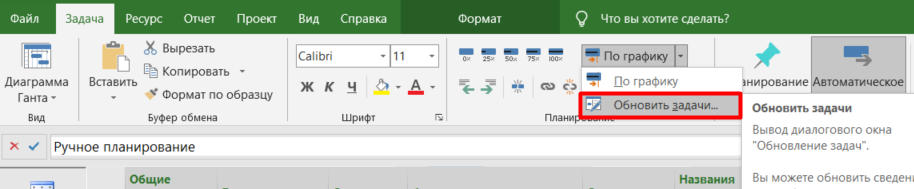 Файл Задача Ресурс Отчет Проект Вид Справка Формат Что вы хотите сделать?
Диаграмма
Ганта
Вид
Вставить
Вырезать
Копировать
Формат по образцу
Буфер обмена
Calibri 11
Ж К Ч А
Шрифт
0% 25% 50% 75% 100%
По графику
По графику
Обновить задачи...
Планирование
Автоматическое
Обновить задачи
Вывод диалогового окна
"Обновление задач".
Вы можете обновить сведен
Ручное планирование
Общие
Названия